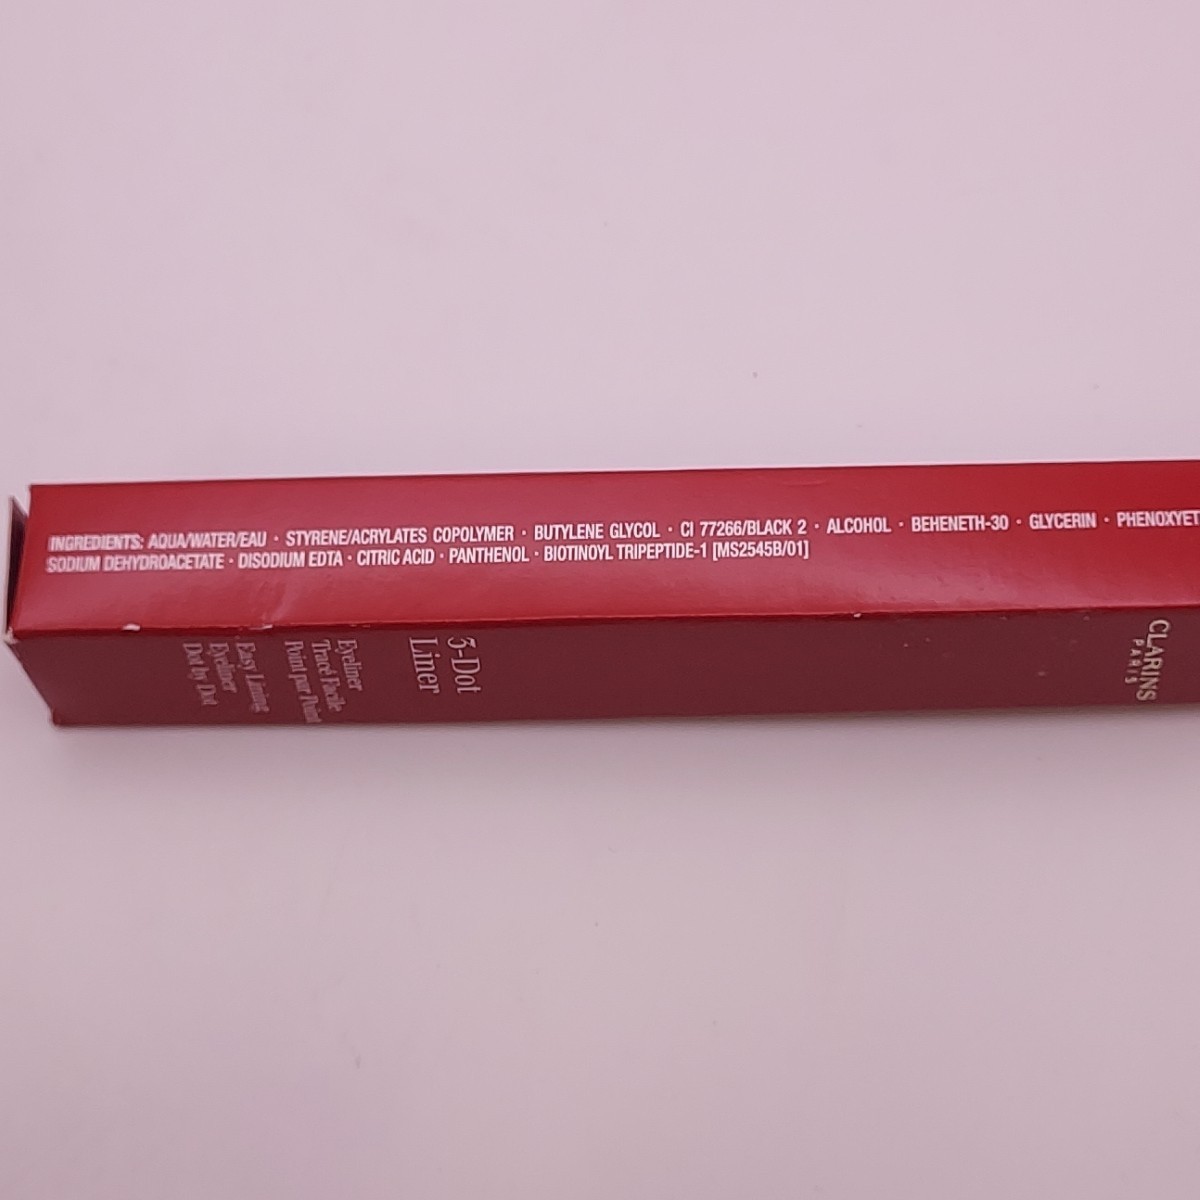 INGREDIENTS: AQUA/WATER/EAU · STYRENE/ACRYLATES COPOLYMER · BUTYLENE GLYCOL · CI 77266/BLACK 2 · ALCOHOL · BEHENETH-30 · GLYCERIN · PHENOXYET
SODIUM DEHYDROACETATE · DISODIUM EDTA · CITRIC ACID · PANTHENOL · BIOTINOYL TRIPEPTIDE-1 [MS2545B/01]
CLARINS
PARIS
3-Dot
Liner
Eyeliner
Tracé Facile
Point par Point
Easy Lining
Eyeliner
Dot by Dot